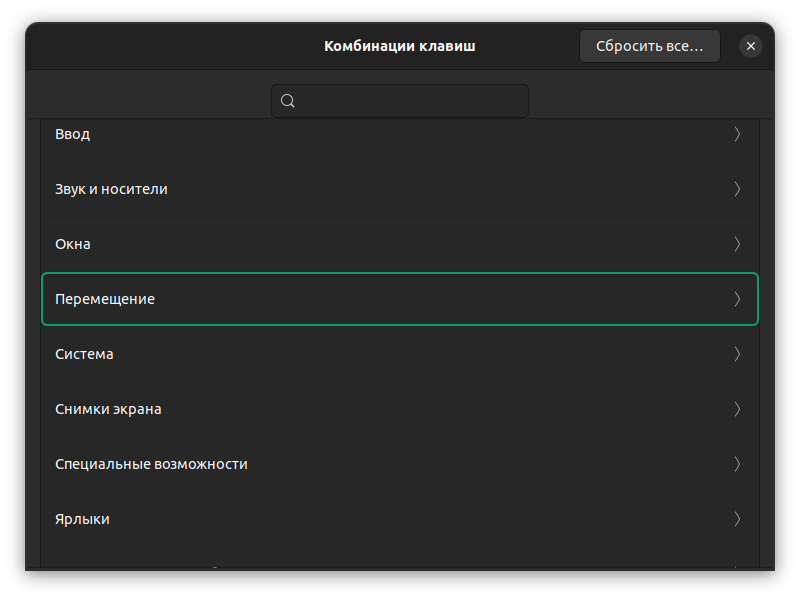 Комбинации клавиш
Сбросить все...
Ввод
Звук и носители
Окна
Перемещение
Система
Снимки экрана
Специальные возможности
Ярлыки